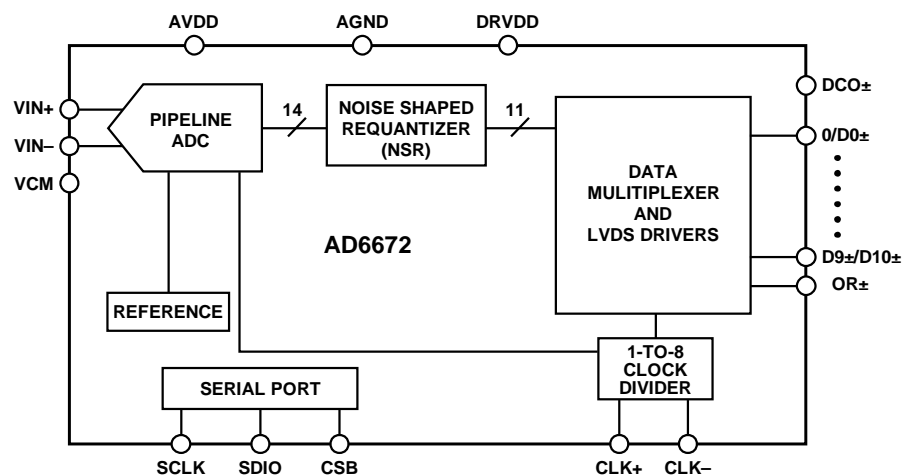 AVDD
AGND
DRVDD
VIN+
VIN–
VCM
PIPELINE
ADC
14
NOISE SHAPED
REQUANTIZER
(NSR)
11
DATA
MULITIPLEXER
AND
LVDS DRIVERS
DCO±
0/D0±
D9±/D10±
OR±
AD6672
REFERENCE
SERIAL PORT
1-TO-8
CLOCK
DIVIDER
SCLK
SDIO
CSB
CLK+
CLK–